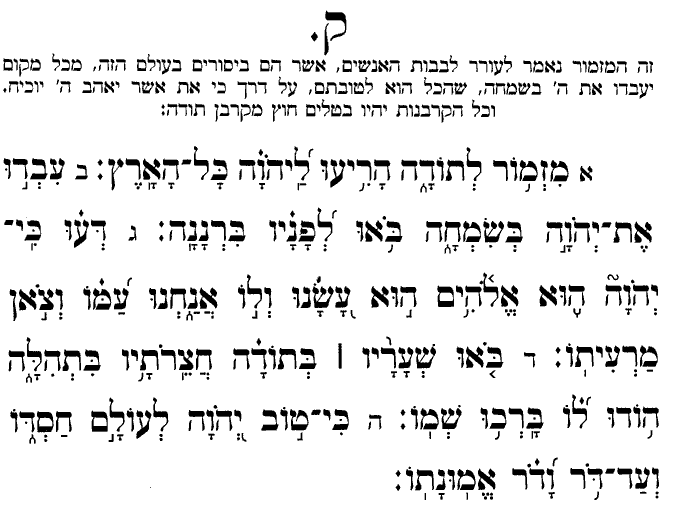 ק.
זה המזמור נאמר לעורר לבבות האנשים, אשר הם ביסורים בעולם הזה, מכל מקום
יעבדו את ה׳ בשמחה, שהכל הוא לטובתם, על דרך כי את אשר יאהב ה׳ יוכיח.
וכל הקרבנות יהיו בטלים חוץ מקרבן תודה:
א מִזְמ֥וֹר לְתוֹדָ֑ה הָרִ֥יעוּ לַ֝יהוָֹ֗ה כָּל־הָאָֽרֶץ: ב עִבְד֣וּ
אֶת־יְהוָֹ֣ה בְּשִׂמְחָ֑ה בֹּ֥אוּ לְ֝פָנָ֗יו בִּרְנָנָֽה: ג דְּע֗וּ כִּֽי־
יְהוָֹה֮ ה֤וּא אֱלֹ֫הִ֥ים ה֣וּא עָ֭שָׂנוּ וְל֣וֹ אֲנַ֑חְנוּ עַ֝מּ֗וֹ וְצֹ֣אן
מַרְעִיתֽוֹ: ד בֹּ֤אוּ שְׁעָרָ֨יו | בְּתוֹדָ֗ה חֲצֵרֹתָ֥יו בִּתְהִלָּ֑ה
ה֥וֹדוּ ל֝֗וֹ בָּֽרְכ֥וּ שְׁמֽוֹ: ה כִּי־ט֣וֹב יְ֭הוָֹה לְעוֹלָ֣ם חַסְדּ֑וֹ
וְעַד־דֹּ֥ר וָ֝דֹ֗ר אֱמֽוּנָתֽוֹ: